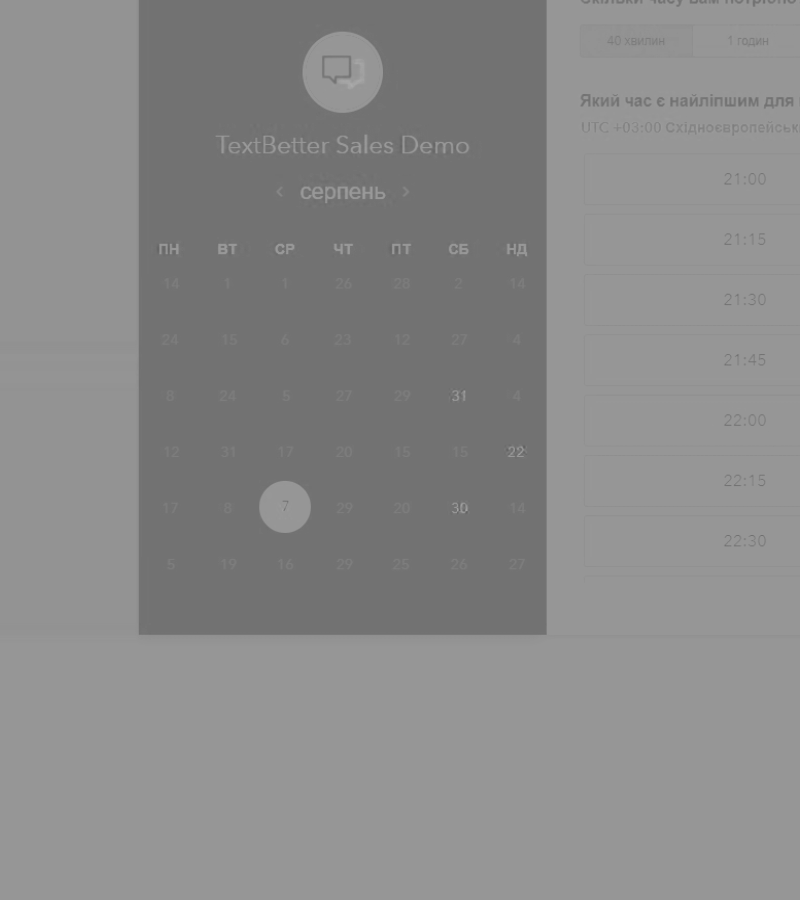 TextBetter Sales Demo
‹ серпень ›
ПН ВТ СР ЧТ ПТ СБ НД
14 1 1 26 28 2 14
24 15 6 23 12 27 4
8 24 5 27 29 31 4
12 31 17 20 15 15 22
17 8 7 29 20 30 14
5 19 16 29 25 26 27
Скільки часу вам потрібно
40 хвилин 1 годин
Який час є найліпшим для
UTC +03:00 Східноєвропейськ
21:00
21:15
21:30
21:45
22:00
22:15
22:30